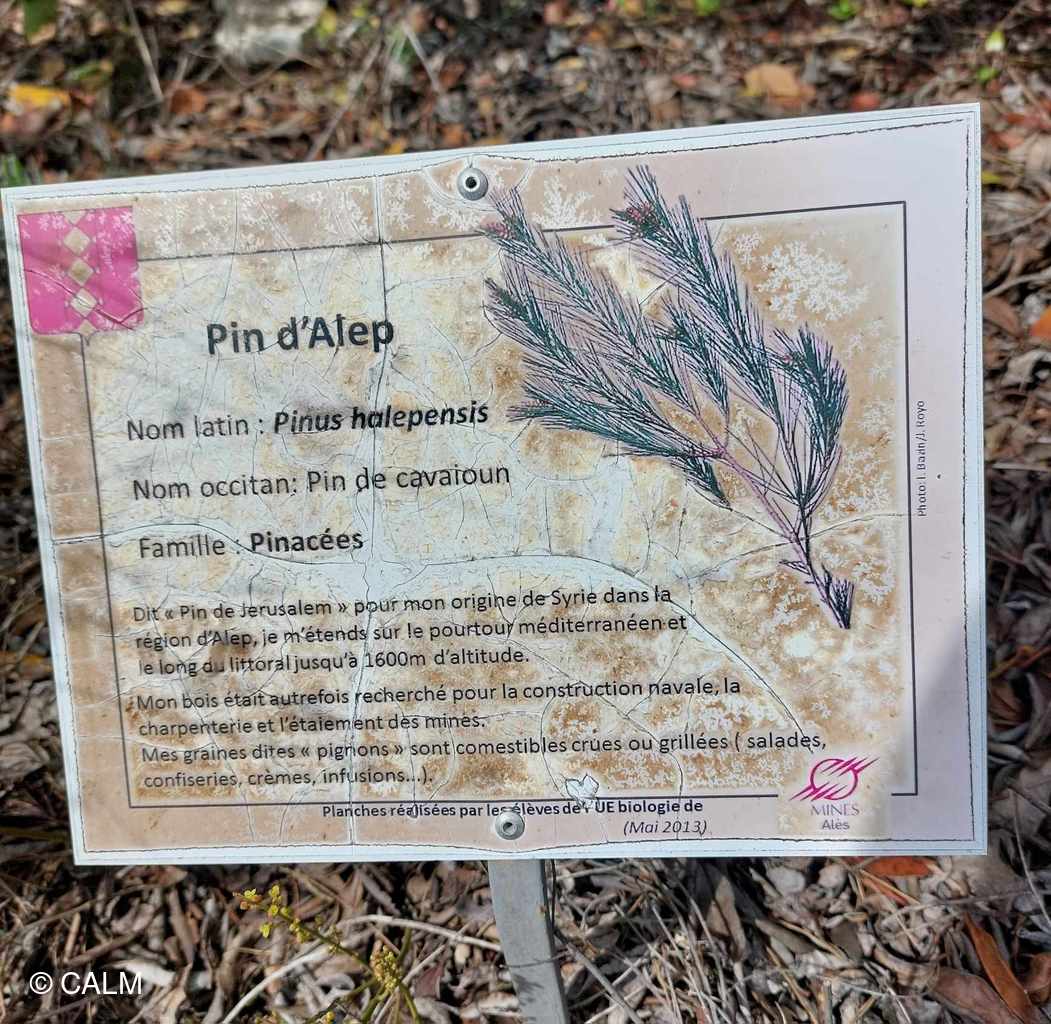 Pin d'Alep
Nom latin : Pinus halepensis
Nom occitan: Pin de cavaïoun
Famille : Pinacées
Dit « Pin de Jerusalem » pour mon origine de Syrie dans la
région d'Alep, je m'étends sur le pourtour méditerranéen et
le long du littoral jusqu'à 1600m d'altitude.
Mon bois était autrefois recherché pour la construction navale, la
charpenterie et l'étaiement des mines.
Mes graines dites « pignons » sont comestibles crues ou grillées ( salades,
confiseries, crèmes, infusions...).
Photo: I. Bazin/J. Royo
MINES
Alès
Planches réalisées par les élèves de l'UE biologie de
(Mai 2013)
© CALM